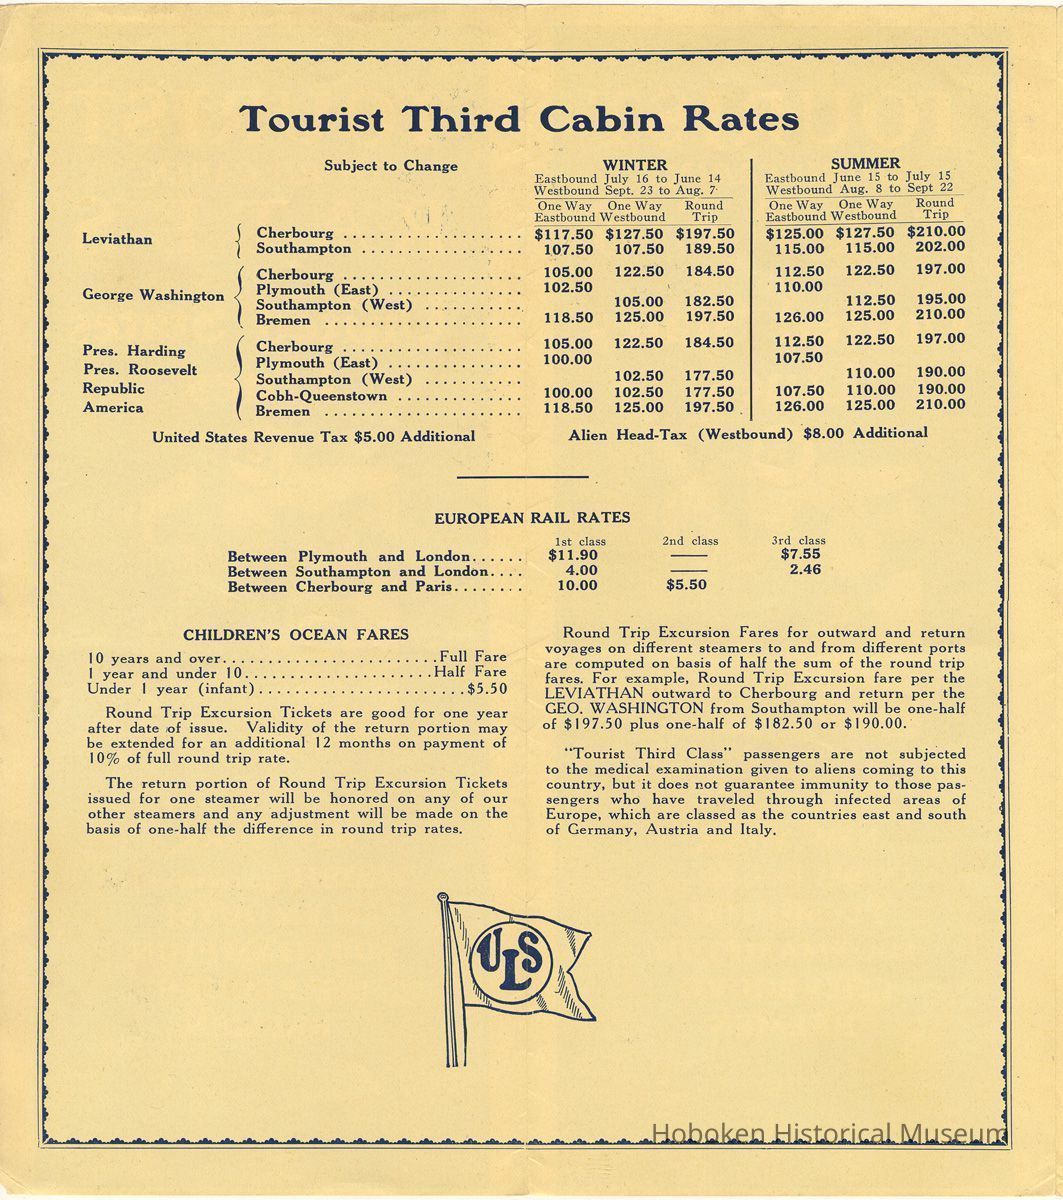 Tourist Third Cabin Rates
Subject to Change
WINTER
Eastbound July 16 to June 14
Westbound Sept. 23 to Aug. 7
One Way One Way Round
Eastbound Westbound Trip
SUMMER
Eastbound June 15 to July 15
Westbound Aug. 8 to Sept 22
One Way One Way Round
Eastbound Westbound Trip
Leviathan
Cherbourg .................... $117.50 $127.50 $197.50 $125.00 $127.50 $210.00
Southampton .................. 107.50 107.50 189.50 115.00 115.00 202.00
George Washington
Cherbourg .................... 105.00 122.50 184.50 112.50 122.50 197.00
Plymouth (East) ............... 102.50 110.00
Southampton (West) ........... 105.00 182.50 112.50 195.00
Bremen ...................... 118.50 125.00 197.50 126.00 125.00 210.00
Pres. Harding
Pres. Roosevelt
Republic
America
Cherbourg .................... 105.00 122.50 184.50 112.50 122.50 197.00
Plymouth (East) ................ 100.00 107.50
Southampton (West) ........... 102.50 177.50 110.00 190.00
Cobh-Queenstown .............. 100.00 102.50 177.50 107.50 110.00 190.00
Bremen ...................... 118.50 125.00 197.50 126.00 125.00 210.00
United States Revenue Tax $5.00 Additional
Alien Head-Tax (Westbound) $8.00 Additional
EUROPEAN RAIL RATES
1st class 2nd class 3rd class
Between Plymouth and London...... $11.90 —— $7.55
Between Southampton and London.... 4.00 —— 2.46
Between Cherbourg and Paris........ 10.00 $5.50
CHILDREN'S OCEAN FARES
10 years and over........................Full Fare
1 year and under 10.....................Half Fare
Under 1 year (infant).......................$5.50
Round Trip Excursion Tickets are good for one year
after date of issue. Validity of the return portion may
be extended for an additional 12 months on payment of
10% of full round trip rate.
The return portion of Round Trip Excursion Tickets
issued for one steamer will be honored on any of our
other steamers and any adjustment will be made on the
basis of one-half the difference in round trip rates.
Round Trip Excursion Fares for outward and return
voyages on different steamers to and from different ports
are computed on basis of half the sum of the round trip
fares. For example, Round Trip Excursion fare per the
LEVIATHAN outward to Cherbourg and return per the
GEO. WASHINGTON from Southampton will be one-half
of $197.50 plus one-half of $182.50 or $190.00.
"Tourist Third Class" passengers are not subjected
to the medical examination given to aliens coming to this
country, but it does not guarantee immunity to those pas-
sengers who have traveled through infected areas of
Europe, which are classed as the countries east and south
of Germany, Austria and Italy.
ULS
Hoboken Historical Museum